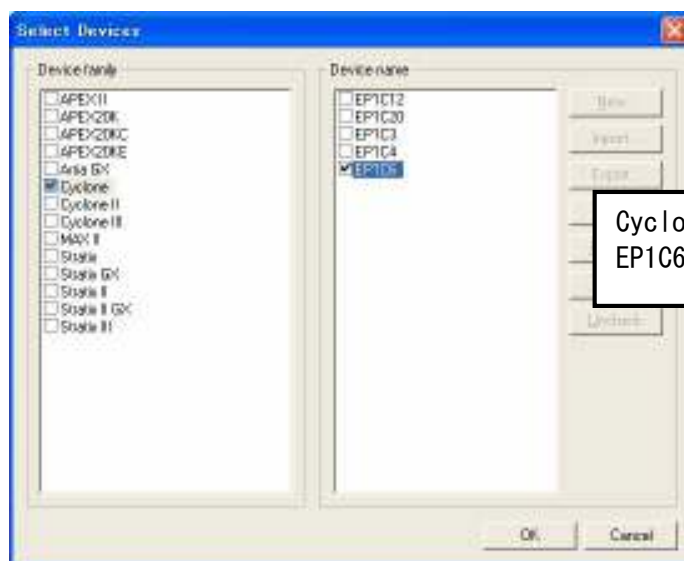 Select Devices
Device family
APEX II
APEX20K
APEX20KC
APEX20KE
Arria GX
Cyclone
Cyclone II
Cyclone III
MAX II
Stratix
Stratix GX
Stratix II
Stratix II GX
Stratix III
Device name
EP1C12
EP1C20
EP1C3
EP1C4
EP1C6
New
Import
Export
Uncheck
Cyclo
EP1C6
OK
Cancel